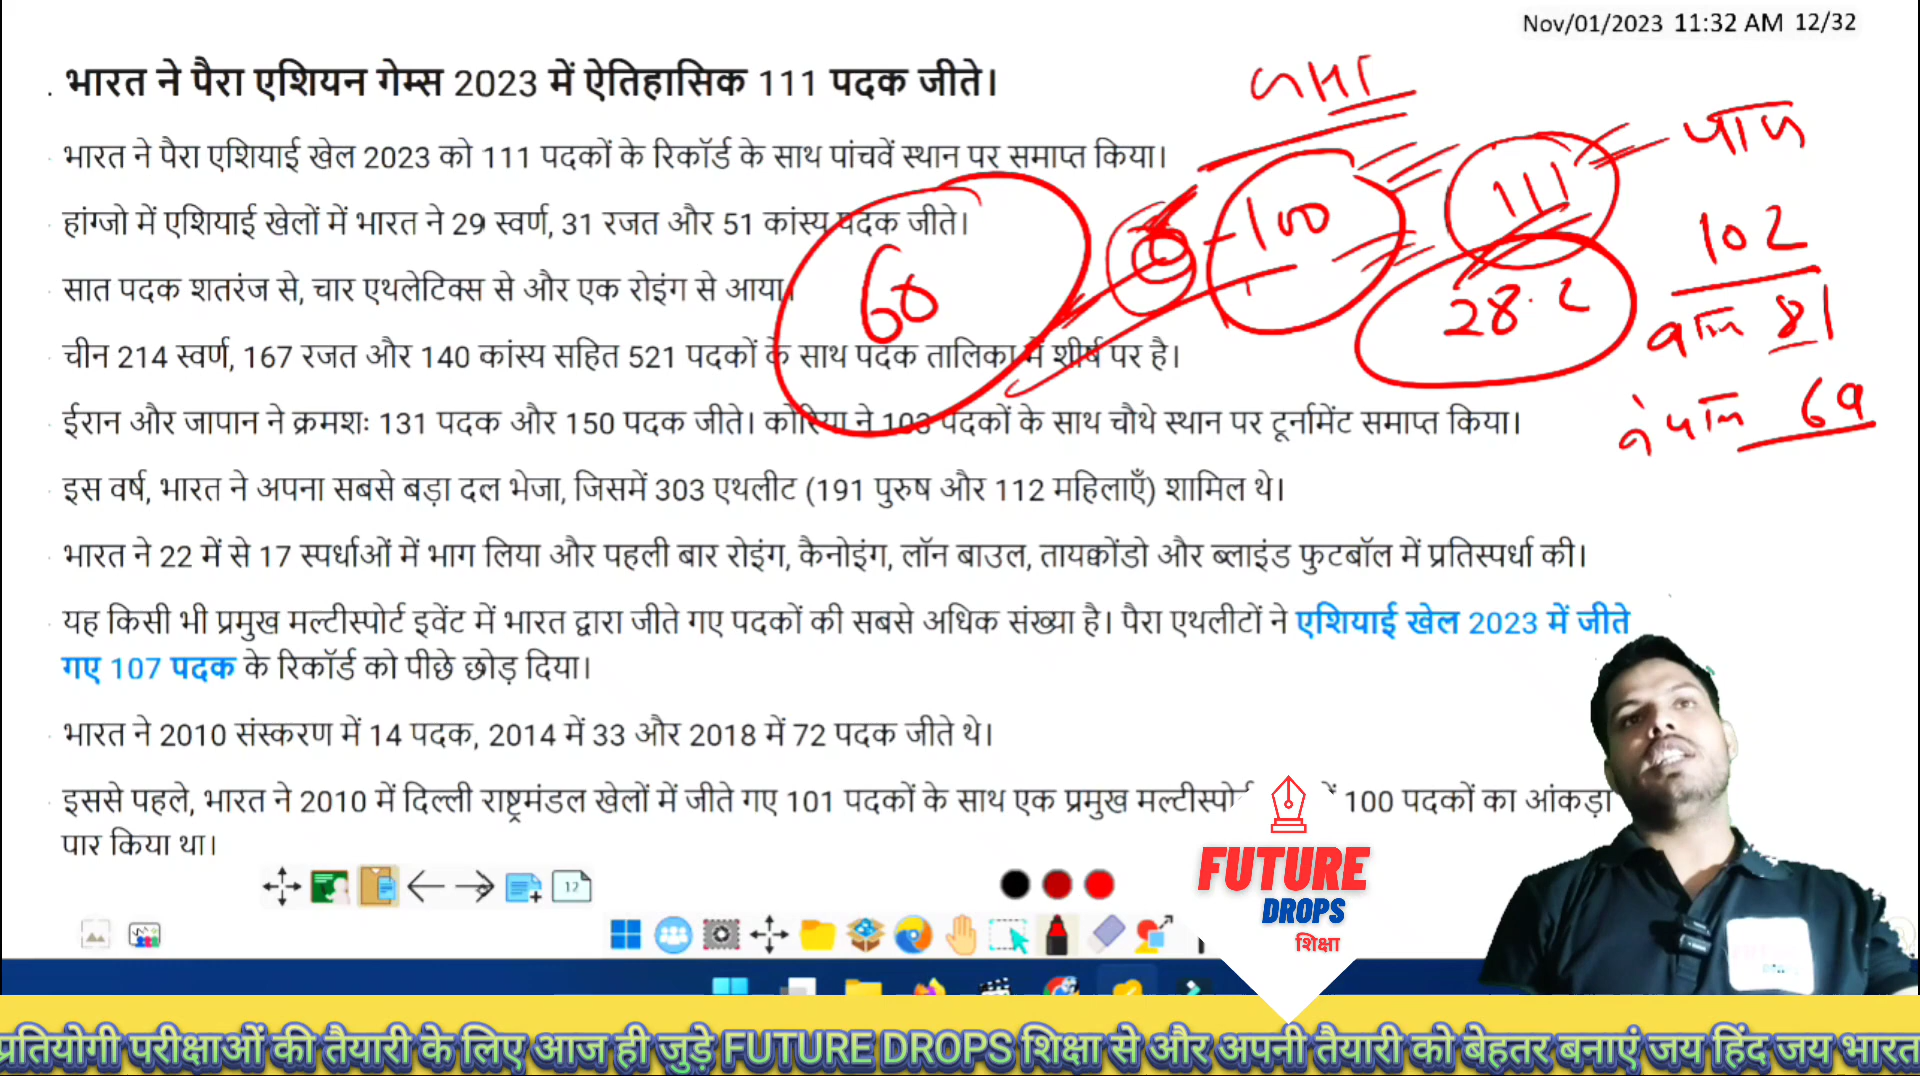 Nov/01/2023 11:32 AM 12/32
. भारत ने पैरा एशियन गेम्स 2023 में ऐतिहासिक 111 पदक जीते।
भारत ने पैरा एशियाई खेल 2023 को 111 पदकों के रिकॉर्ड के साथ पांचवें स्थान पर समाप्त किया।
हांग्जो में एशियाई खेलों में भारत ने 29 स्वर्ण, 31 रजत और 51 कांस्य पदक जीते।
सात पदक शतरंज से, चार एथलेटिक्स से और एक रोइंग से आया।
चीन 214 स्वर्ण, 167 रजत और 140 कांस्य सहित 521 पदकों के साथ पदक तालिका में शीर्ष पर है।
ईरान और जापान ने क्रमशः 131 पदक और 150 पदक जीते। कोरिया ने 103 पदकों के साथ चौथे स्थान पर टूर्नामेंट समाप्त किया।
इस वर्ष, भारत ने अपना सबसे बड़ा दल भेजा, जिसमें 303 एथलीट (191 पुरुष और 112 महिलाएँ) शामिल थे।
भारत ने 22 में से 17 स्पर्धाओं में भाग लिया और पहली बार रोइंग, कैनोइंग, लॉन बाउल, तायक्वोंडो और ब्लाइंड फुटबॉल में प्रतिस्पर्धा की।
यह किसी भी प्रमुख मल्टीस्पोर्ट इवेंट में भारत द्वारा जीते गए पदकों की सबसे अधिक संख्या है। पैरा एथलीटों ने एशियाई खेल 2023 में जीते
गए 107 पदक के रिकॉर्ड को पीछे छोड़ दिया।
भारत ने 2010 संस्करण में 14 पदक, 2014 में 33 और 2018 में 72 पदक जीते थे।
इससे पहले, भारत ने 2010 में दिल्ली राष्ट्रमंडल खेलों में जीते गए 101 पदकों के साथ एक प्रमुख 100 पदकों का आंकड़ा
पार किया था।
60
100
111
28.2
102
81
69
12
FUTURE
DROPS
शिक्षा
प्रतियोगी परीक्षाओं की तैयारी के लिए आज ही जुड़े FUTURE DROPS शिक्षा से और अपनी तैयारी को बेहतर बनाएं जय हिंद जय भारत